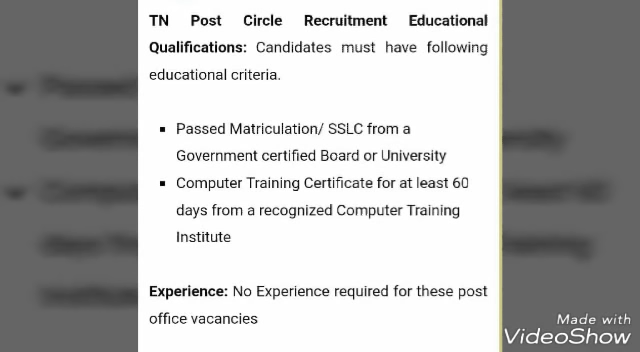 TN Post Circle Recruitment Educational
Qualifications: Candidates must have following
educational criteria.
▪ Passed Matriculation/ SSLC from a
Government certified Board or University
▪ Computer Training Certificate for at least 60
days from a recognized Computer Training
Institute
Experience: No Experience required for these post
office vacancies
Made with
VideoShow